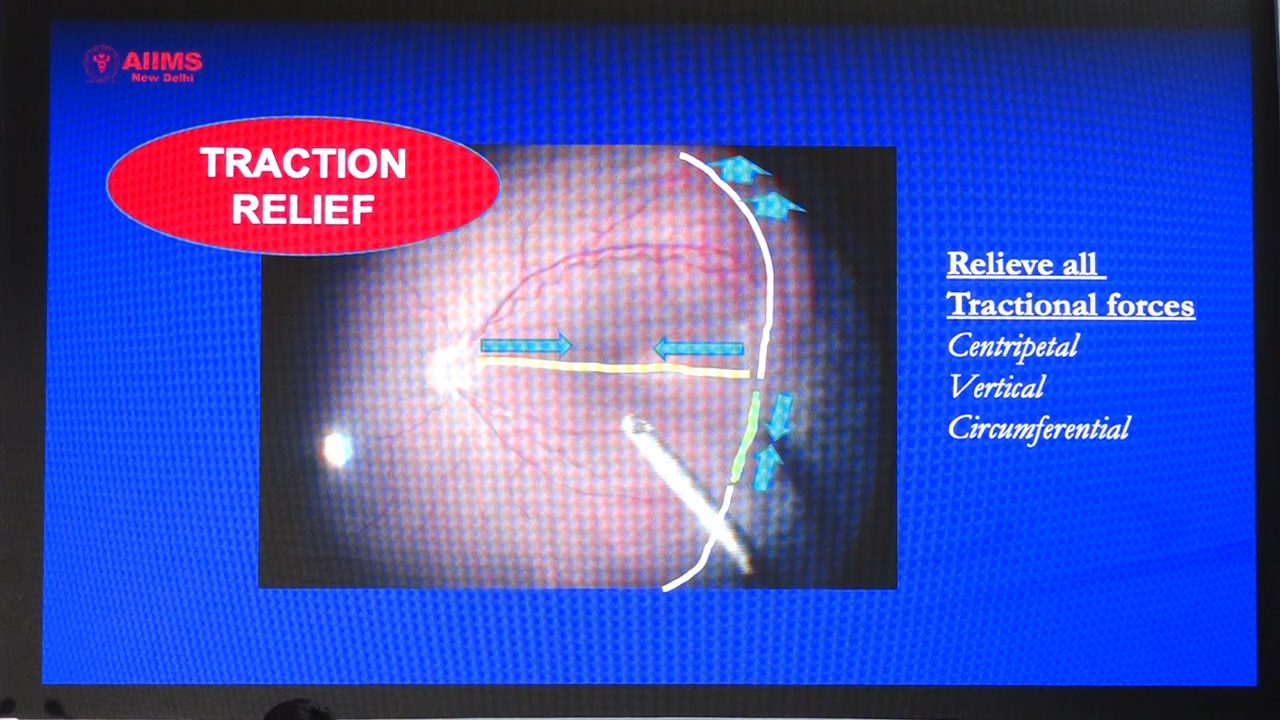 AIIMS
New Delhi
TRACTION
RELIEF
Relieve all
Tractional forces
Centripetal
Vertical
Circumferential